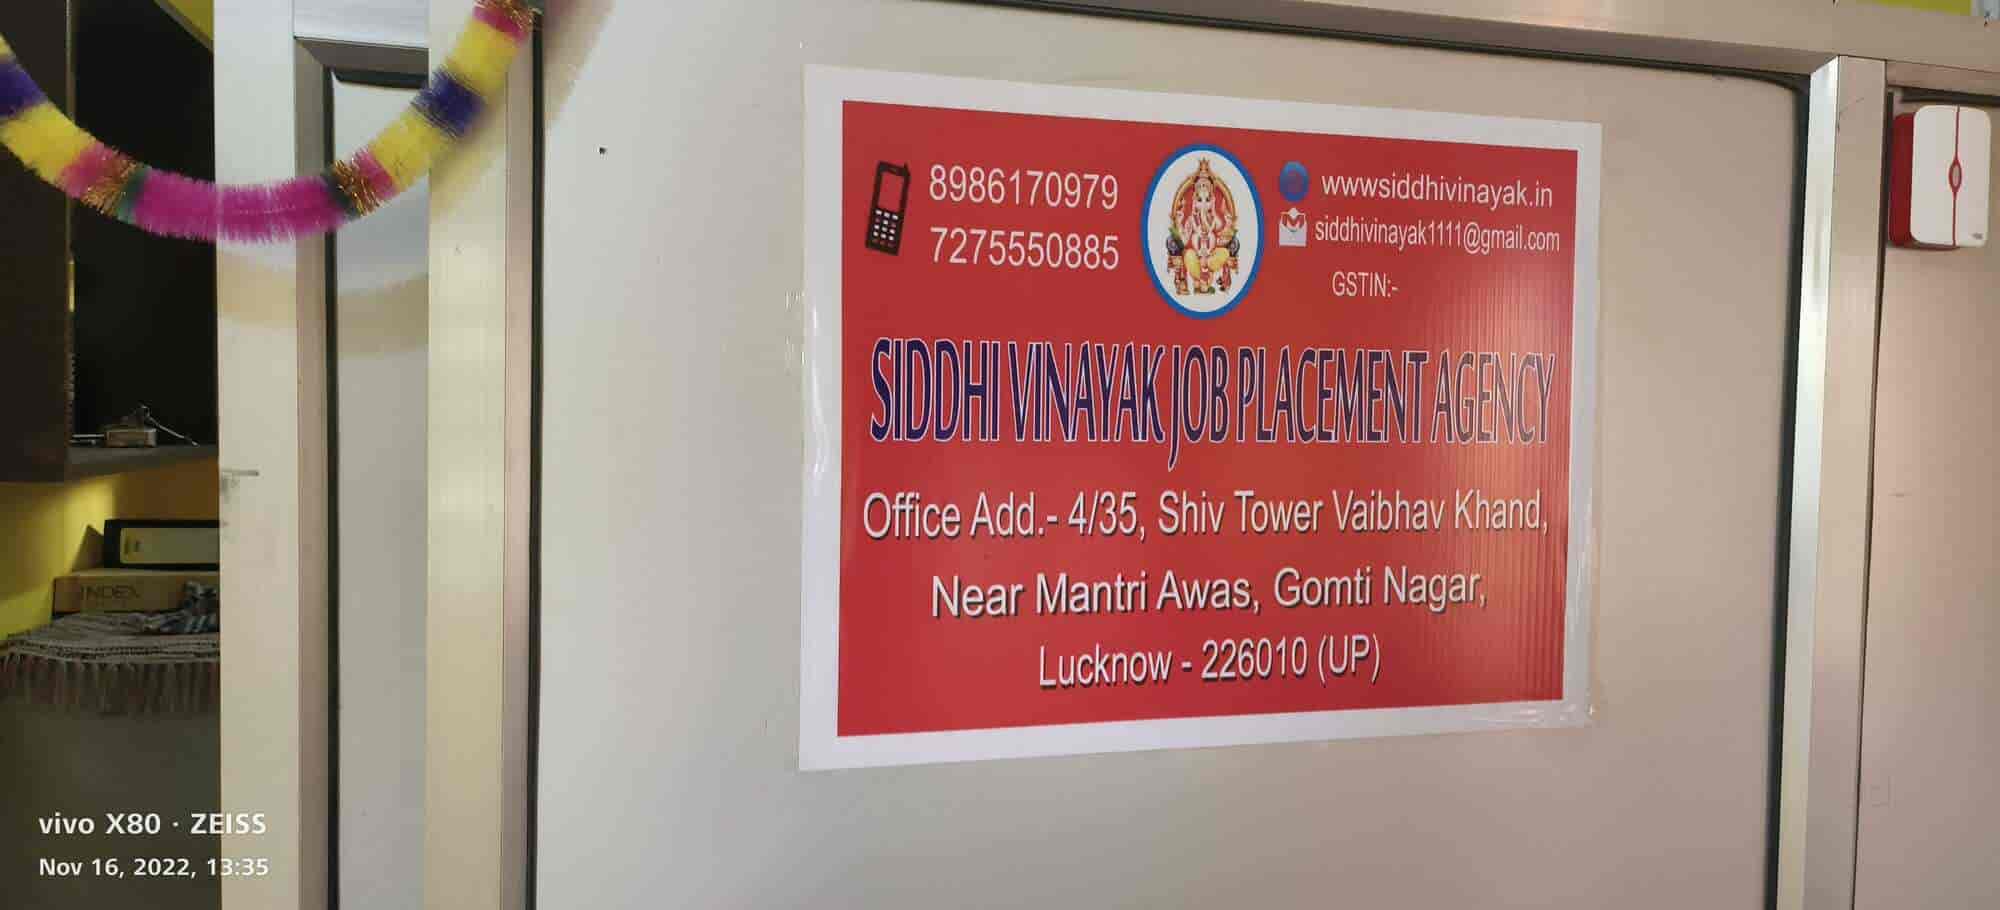 8986170979
7275550885
wwwsiddhivinayak.in
siddhivinayak1111@gmail.com
GSTIN:-
SIDDHI VINAYAK JOB PLACEMENT AGENCY
Office Add.- 4/35, Shiv Tower Vaibhav Khand,
Near Mantri Awas, Gomti Nagar,
Lucknow - 226010 (UP)
INDEX
vivo X80 · ZEISS
Nov 16, 2022, 13:35